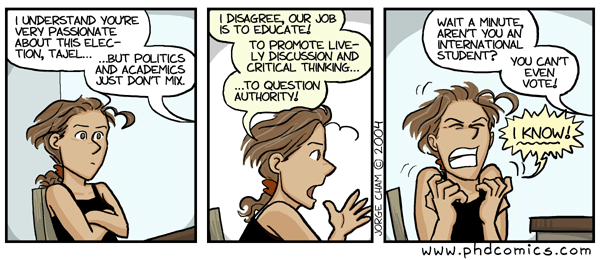 I UNDERSTAND YOU'RE
VERY PASSIONATE
ABOUT THIS ELEC-
TION, TAJEL...
...BUT POLITICS
AND ACADEMICS
JUST DON'T MIX.
I DISAGREE, OUR JOB
IS TO EDUCATE!
TO PROMOTE LIVE-
LY DISCUSSION AND
CRITICAL THINKING...
...TO QUESTION
AUTHORITY!
JORGE CHAM © 2004
WAIT A MINUTE,
AREN'T YOU AN
INTERNATIONAL
STUDENT?
YOU CAN'T
EVEN
VOTE!
I KNOW!
www.phdcomics.com